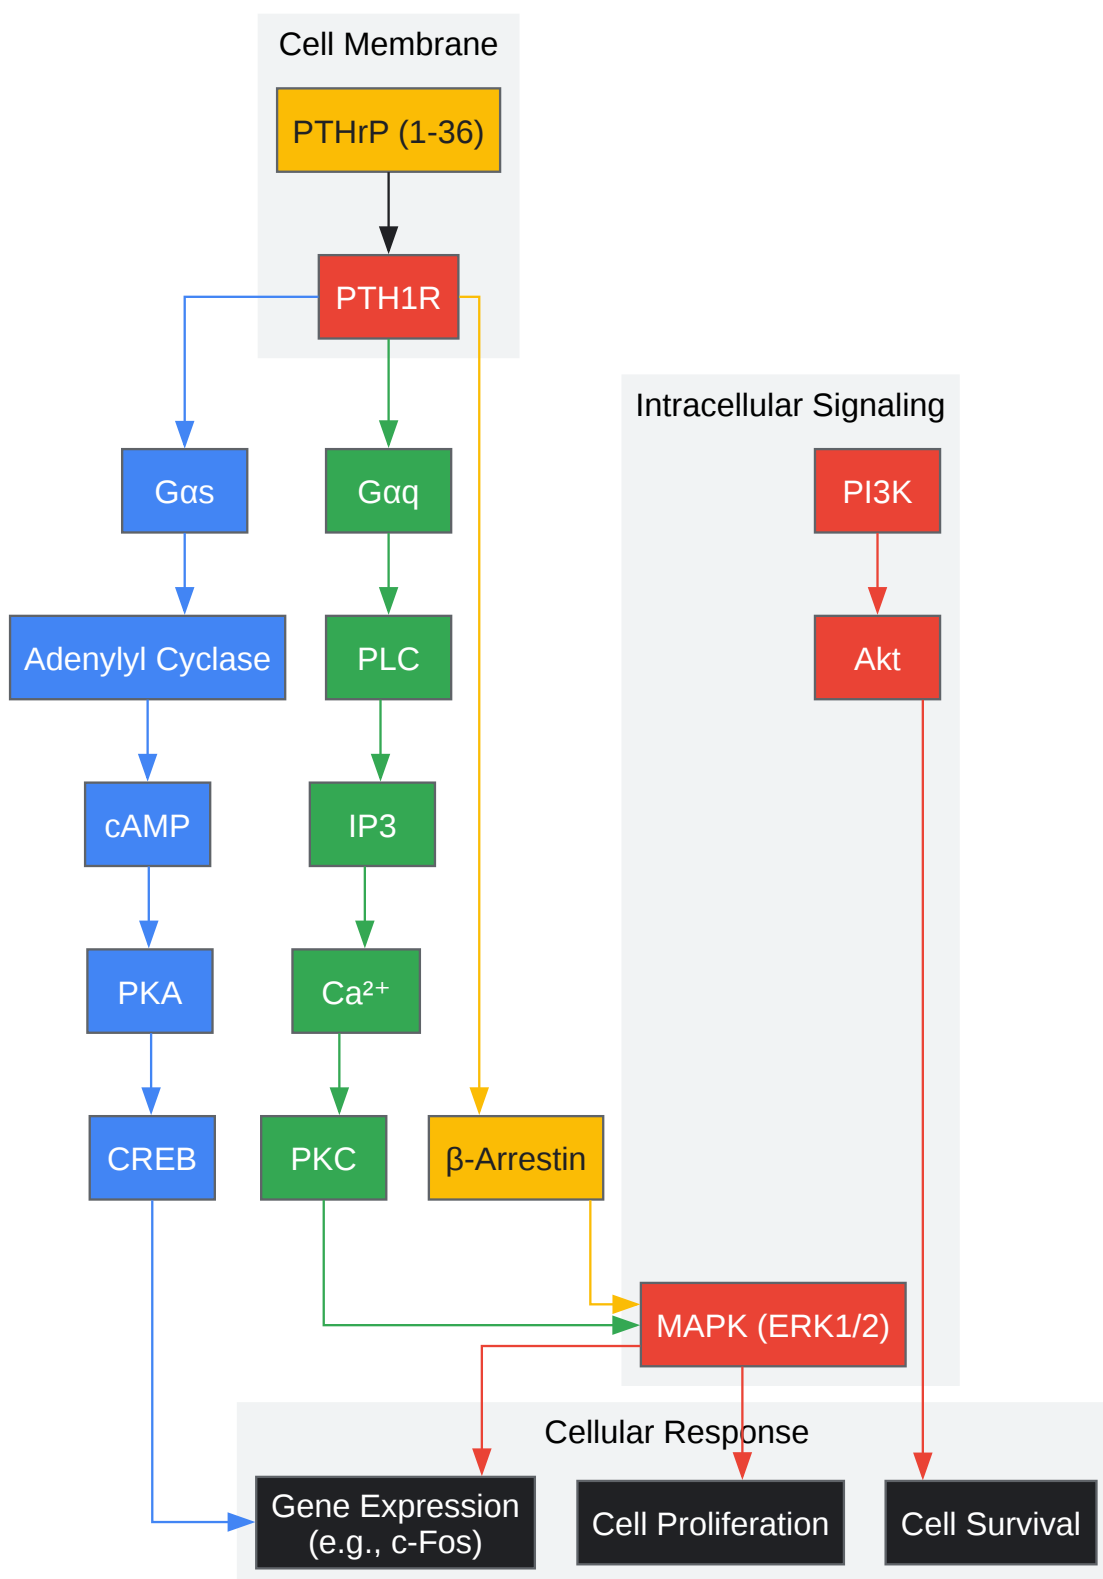 Cell Membrane
PTHrP (1-36)
PTH1R
Intracellular Signaling
Gαs
Gαq
PI3K
Adenylyl Cyclase
PLC
Akt
cAMP
IP3
PKA
Ca²⁺
CREB
PKC
β-Arrestin
MAPK (ERK1/2)
Cellular Response
Gene Expression
(e.g., c-Fos)
Cell Proliferation
Cell Survival